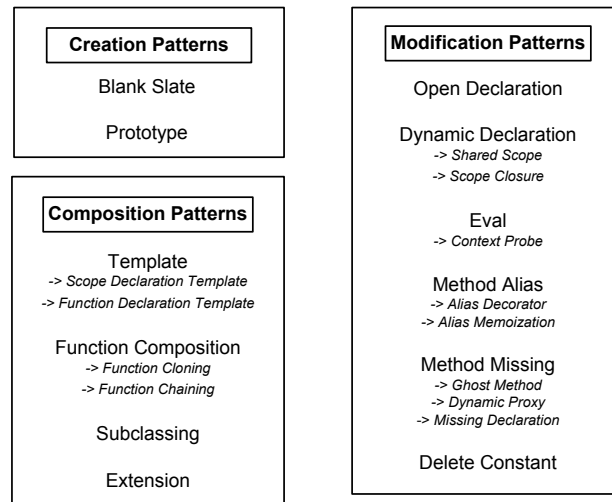 Creation Patterns
Blank Slate
Prototype
Composition Patterns
Template
-> Scope Declaration Template
-> Function Declaration Template
Function Composition
-> Function Cloning
-> Function Chaining
Subclassing
Extension
Modification Patterns
Open Declaration
Dynamic Declaration
-> Shared Scope
-> Scope Closure
Eval
-> Context Probe
Method Alias
-> Alias Decorator
-> Alias Memoization
Method Missing
-> Ghost Method
-> Dynamic Proxy
-> Missing Declaration
Delete Constant